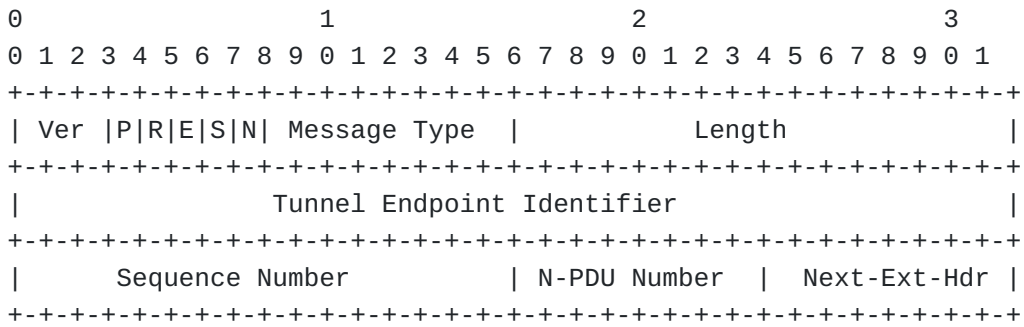 0                   1                   2                   3
0 1 2 3 4 5 6 7 8 9 0 1 2 3 4 5 6 7 8 9 0 1 2 3 4 5 6 7 8 9 0 1
+-+-+-+-+-+-+-+-+-+-+-+-+-+-+-+-+-+-+-+-+-+-+-+-+-+-+-+-+-+-+-+-+
| Ver |P|R|E|S|N| Message Type  |           Length              |
+-+-+-+-+-+-+-+-+-+-+-+-+-+-+-+-+-+-+-+-+-+-+-+-+-+-+-+-+-+-+-+-+
|                Tunnel Endpoint Identifier                     |
+-+-+-+-+-+-+-+-+-+-+-+-+-+-+-+-+-+-+-+-+-+-+-+-+-+-+-+-+-+-+-+-+
|      Sequence Number          | N-PDU Number  |  Next-Ext-Hdr |
+-+-+-+-+-+-+-+-+-+-+-+-+-+-+-+-+-+-+-+-+-+-+-+-+-+-+-+-+-+-+-+-+